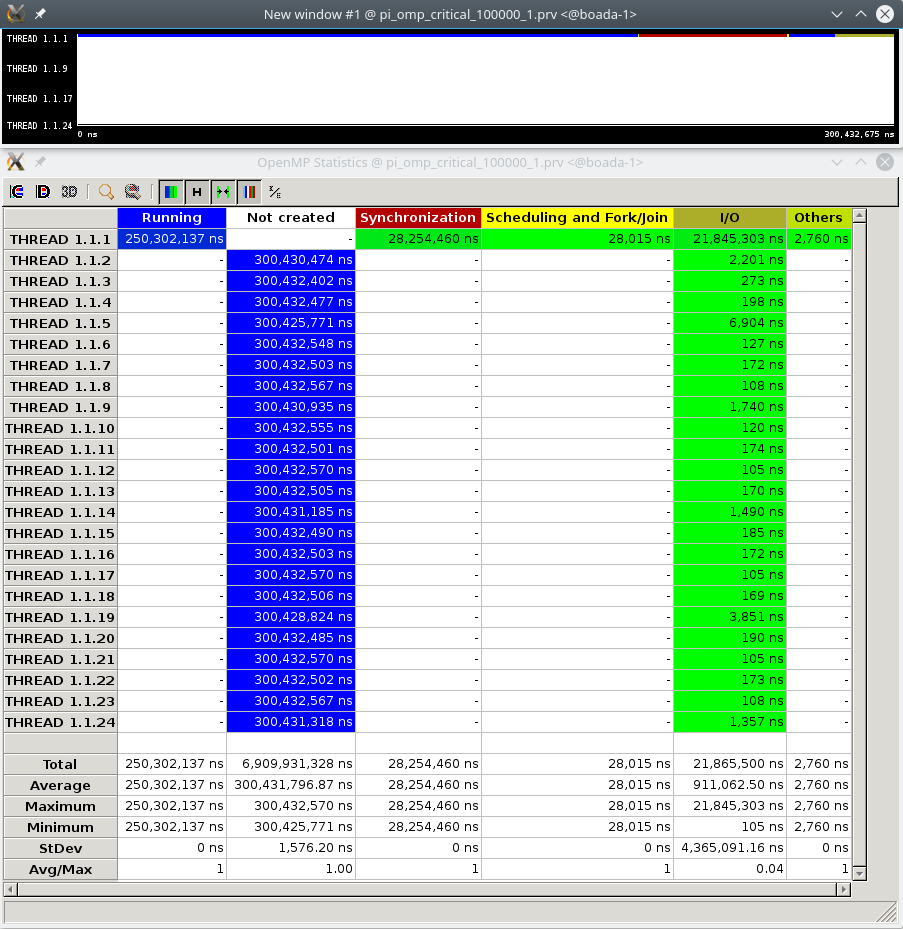 New window #1 @ pi_omp_critical_100000_1.prv <@boada-1>
THREAD 1.1.1
THREAD 1.1.9
THREAD 1.1.17
THREAD 1.1.24
0 ns 300,432,675 ns
OpenMP Statistics @ pi_omp_critical_100000_1.prv <@boada-1>
3D H
Running Not created Synchronization Scheduling and Fork/Join I/O Others
THREAD 1.1.1 250,302,137 ns - 28,254,460 ns 28,015 ns 21,845,303 ns 2,760 ns
THREAD 1.1.2 - 300,430,474 ns - - 2,201 ns -
THREAD 1.1.3 - 300,432,402 ns - - 273 ns -
THREAD 1.1.4 - 300,432,477 ns - - 198 ns -
THREAD 1.1.5 - 300,425,771 ns - - 6,904 ns -
THREAD 1.1.6 - 300,432,548 ns - - 127 ns -
THREAD 1.1.7 - 300,432,503 ns - - 172 ns -
THREAD 1.1.8 - 300,432,567 ns - - 108 ns -
THREAD 1.1.9 - 300,430,935 ns - - 1,740 ns -
THREAD 1.1.10 - 300,432,555 ns - - 120 ns -
THREAD 1.1.11 - 300,432,501 ns - - 174 ns -
THREAD 1.1.12 - 300,432,570 ns - - 105 ns -
THREAD 1.1.13 - 300,432,505 ns - - 170 ns -
THREAD 1.1.14 - 300,431,185 ns - - 1,490 ns -
THREAD 1.1.15 - 300,432,490 ns - - 185 ns -
THREAD 1.1.16 - 300,432,503 ns - - 172 ns -
THREAD 1.1.17 - 300,432,570 ns - - 105 ns -
THREAD 1.1.18 - 300,432,506 ns - - 169 ns -
THREAD 1.1.19 - 300,428,824 ns - - 3,851 ns -
THREAD 1.1.20 - 300,432,485 ns - - 190 ns -
THREAD 1.1.21 - 300,432,570 ns - - 105 ns -
THREAD 1.1.22 - 300,432,502 ns - - 173 ns -
THREAD 1.1.23 - 300,432,567 ns - - 108 ns -
THREAD 1.1.24 - 300,431,318 ns - - 1,357 ns -
Total 250,302,137 ns 6,909,931,328 ns 28,254,460 ns 28,015 ns 21,865,500 ns 2,760 ns
Average 250,302,137 ns 300,431,796.87 ns 28,254,460 ns 28,015 ns 911,062.50 ns 2,760 ns
Maximum 250,302,137 ns 300,432,570 ns 28,254,460 ns 28,015 ns 21,845,303 ns 2,760 ns
Minimum 250,302,137 ns 300,425,771 ns 28,254,460 ns 28,015 ns 105 ns 2,760 ns
StDev 0 ns 1,576.20 ns 0 ns 0 ns 4,365,091.16 ns 0 ns
Avg/Max 1 1.00 1 1 0.04 1